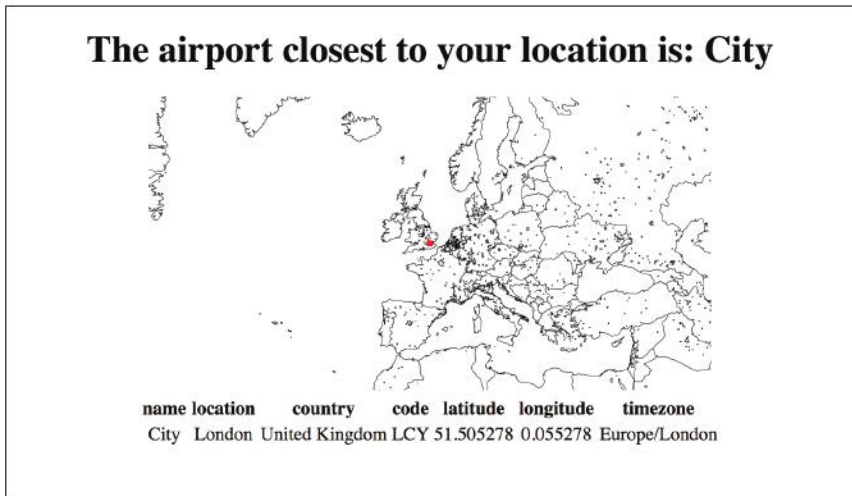 The airport closest to your location is: City
name location country code latitude longitude timezone
City London United Kingdom LCY 51.505278 0.055278 Europe/London